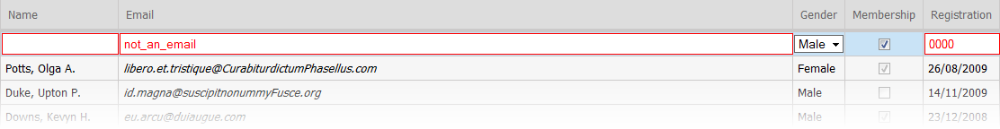 Name Email Gender Membership Registration
not_an_email Male 0000
Potts, Olga A. libero.et.tristique@CurabiturdictumPhasellus.com Female 26/08/2009
Duke, Upton P. id.magna@suscipitnonummyFusce.org Male 14/11/2009
Downs, Kevyn H. eu.arcu@duiaugue.com Male 23/12/2008